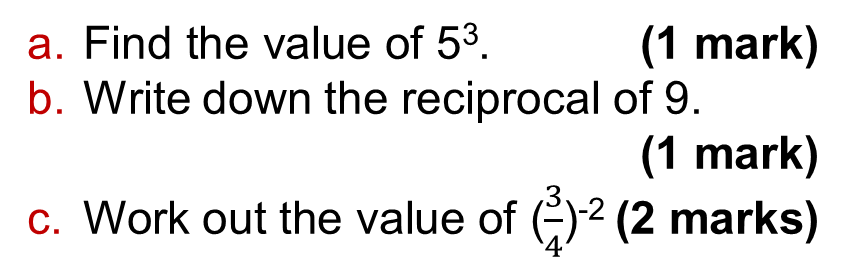 a. Find the value of 5³. (1 mark)
b. Write down the reciprocal of 9.
(1 mark)
c. Work out the value of (3/4)⁻² (2 marks)